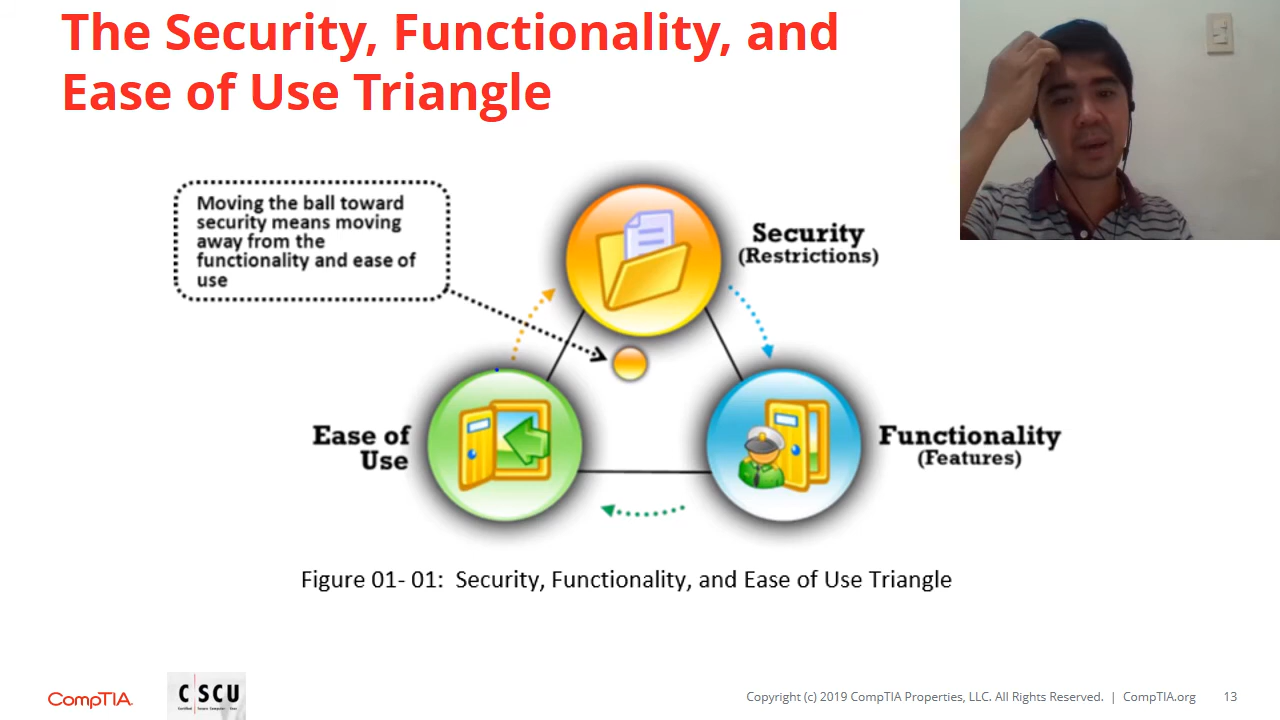 The Security, Functionality, and
Ease of Use Triangle
Moving the ball toward
security means moving
away from the
functionality and ease of
use
Security
(Restrictions)
Ease of
Use
Functionality
(Features)
Figure 01- 01:  Security, Functionality, and Ease of Use Triangle
CompTIA.
CSCU
Copyright (c) 2019 CompTIA Properties, LLC. All Rights Reserved.  |  CompTIA.org
13